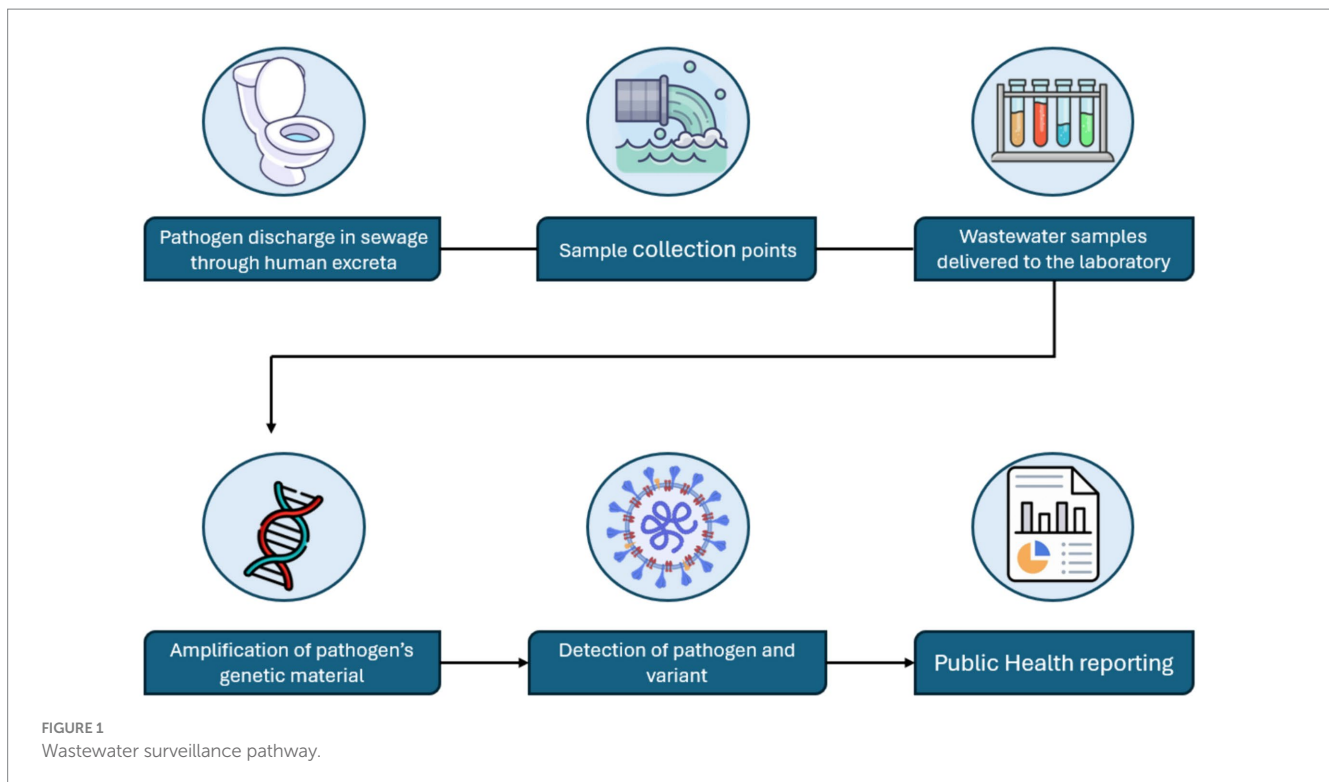 Pathogen discharge in sewage
through human excreta
Sample collection points
Wastewater samples
delivered to the laboratory
Amplification of pathogen's
genetic material
Detection of pathogen and
variant
Public Health reporting
FIGURE 1
Wastewater surveillance pathway.